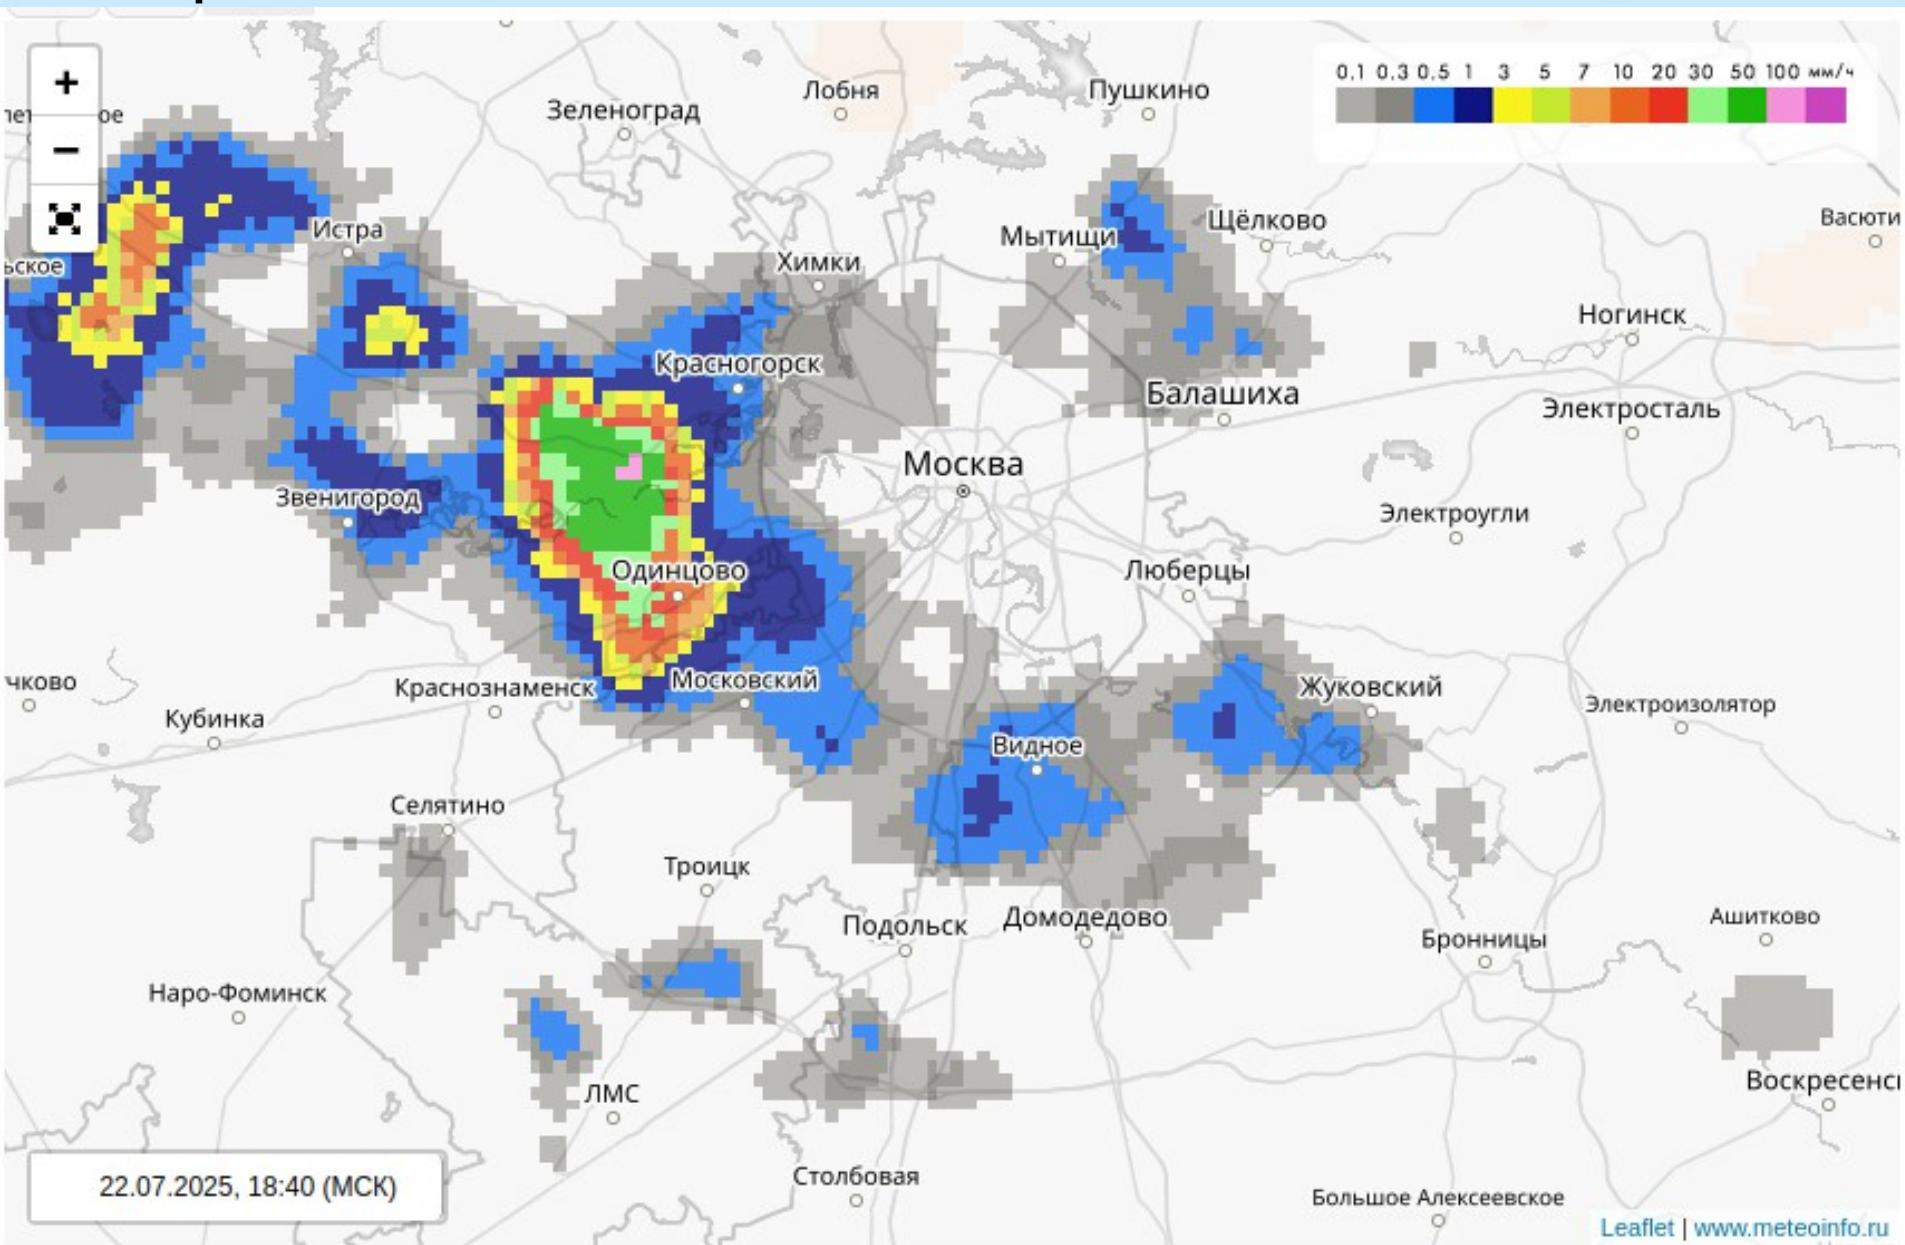 +
−
0.1 0.3 0.5 1 3 5 7 10 20 30 50 100 мм/ч
Лобня
Пушкино
Зеленоград
Щёлково
Васюти
Истра
Мытищи
Химки
ьское
Ногинск
Красногорск
Балашиха
Электросталь
Москва
Звенигород
Электроугли
Одинцово
Люберцы
чково
Краснознаменск
Московский
Жуковский
Кубинка
Электроизолятор
Видное
Селятино
Троицк
Подольск
Домодедово
Ашитково
Бронницы
Наро-Фоминск
ЛМС
Воскресенс
22.07.2025, 18:40 (МСК)
Столбовая
Большое Алексеевское
Leaflet | www.meteoinfo.ru